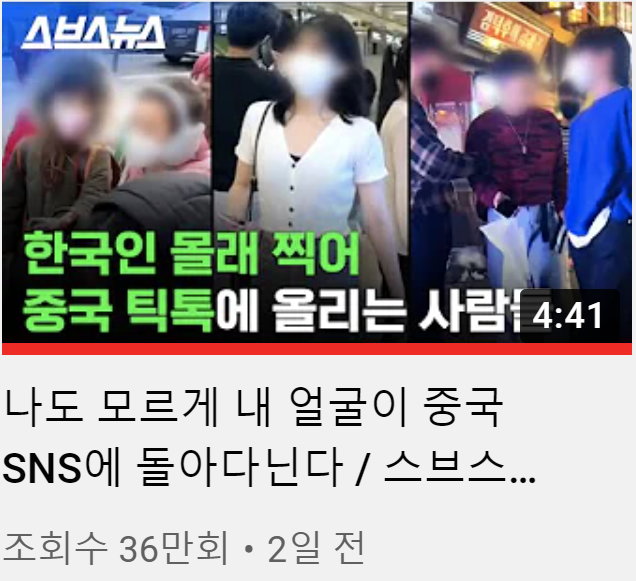 스브스뉴스
한국인 몰래 찍어
중국 틱톡에 올리는 사람들
4:41
나도 모르게 내 얼굴이 중국
SNS에 돌아다닌다 / 스브스...
조회수 36만회 • 2일 전